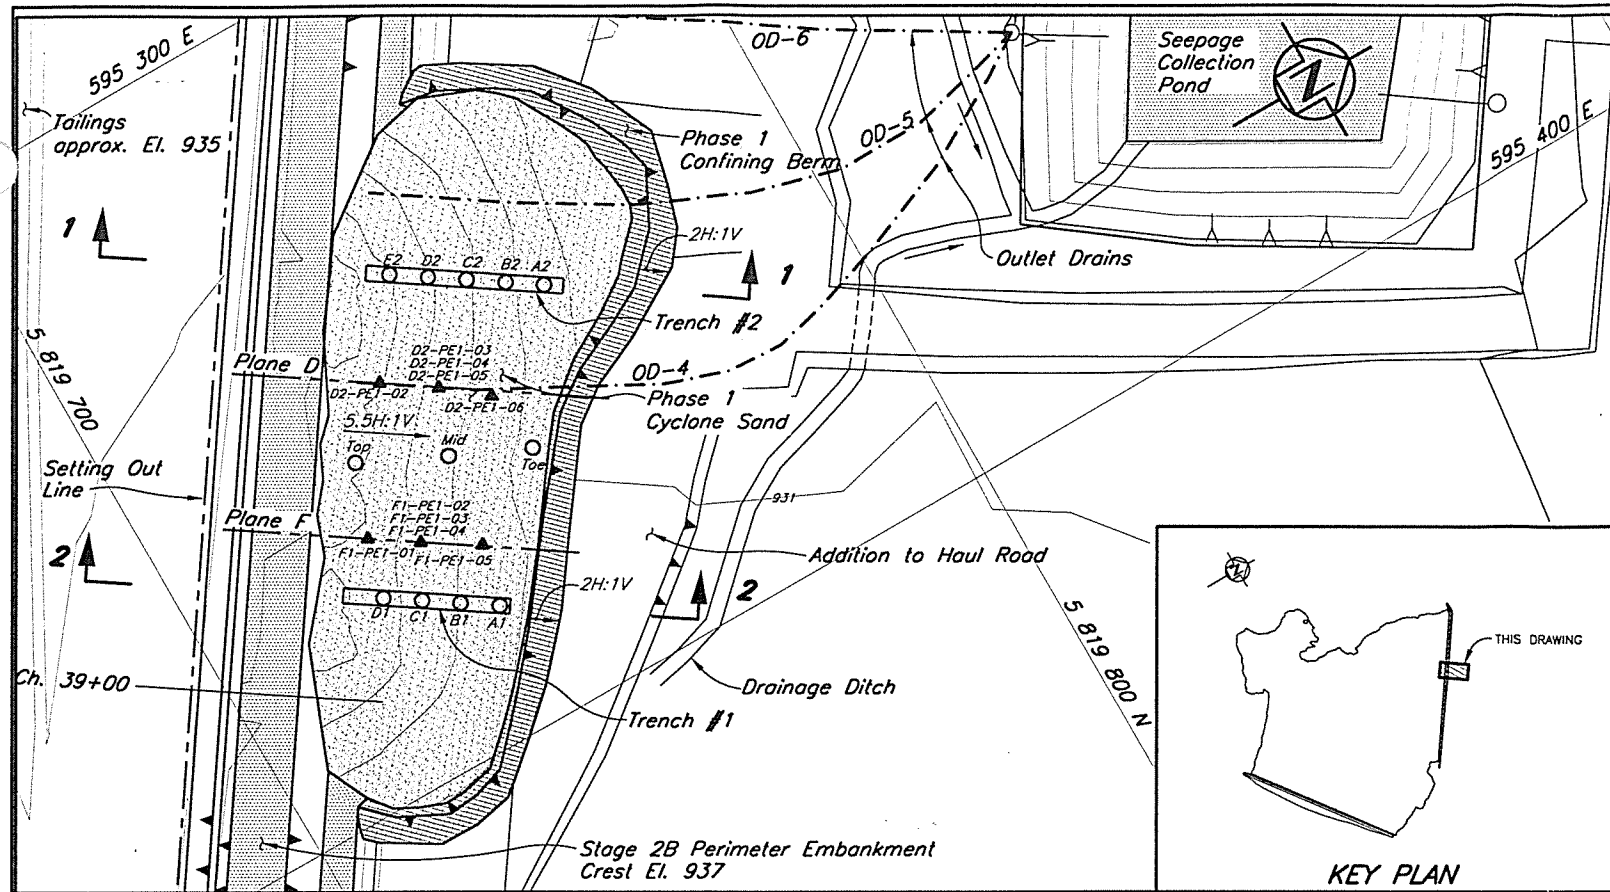 595 300 E
Tailings
approx. El. 935
OD-6
Seepage
Collection
Pond
595 400 E
Phase 1
Confining Berm
OD-5
1
2H:1V
1
Outlet Drains
E2 D2 C2 B2 A2
Trench #2
5 819 700
Plane D
D2-PE1-03
D2-PE1-04
D2-PE1-05
D2-PE1-02
D2-PE1-06
OD-4
Phase 1
Cyclone Sand
5.5H:1V
Top
Mid
Toe
Setting Out
Line
931
Plane F
F1-PE1-02
F1-PE1-03
F1-PE1-04
F1-PE1-01
F1-PE1-05
2
Addition to Haul Road
2H:1V
2
D1 C1 B1 A1
5 819 800 N
THIS DRAWING
Ch. 39+00
Drainage Ditch
Trench #1
Stage 2B Perimeter Embankment
Crest El. 937
KEY PLAN